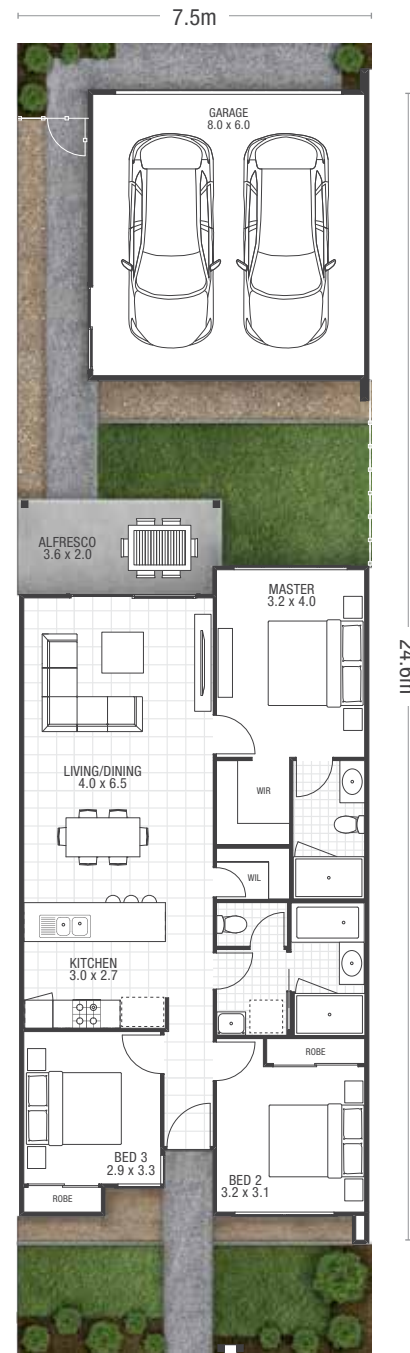 7.5m
GARAGE
8.0 x 6.0
ALFRESCO
3.6 x 2.0
MASTER
3.2 x 4.0
24.6m
LIVING/DINING
4.0 x 6.5
WIR
WIL
KITCHEN
3.0 x 2.7
ROBE
BED 3
2.9 x 3.3
BED 2
3.2 x 3.1
ROBE